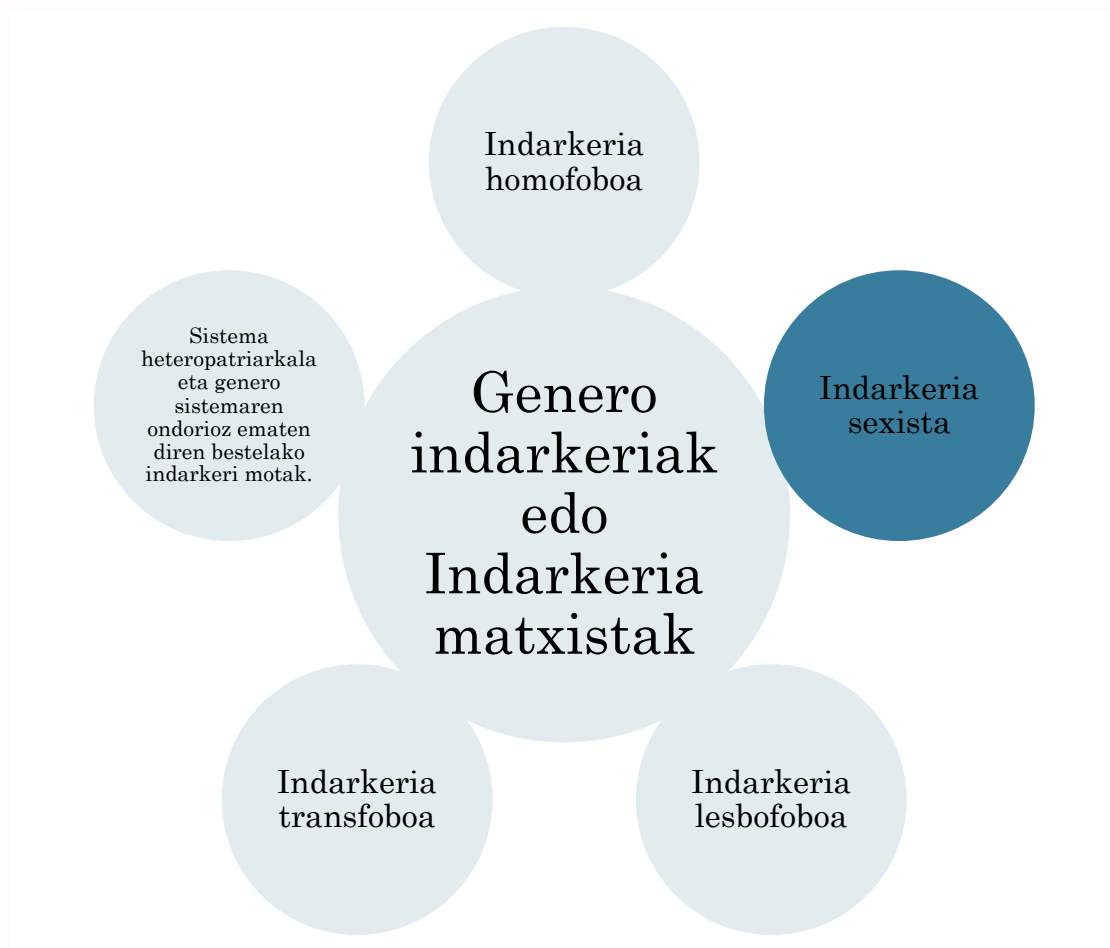 Indarkeria
homofoboa
Sistema
heteropatriarkala
eta genero
sistemaren
ondorioz ematen
diren bestelako
indarkeri motak.
Genero
indarkeriak
edo
Indarkeria
matxistak
Indarkeria
sexista
Indarkeria
transfoboa
Indarkeria
lesbofoboa